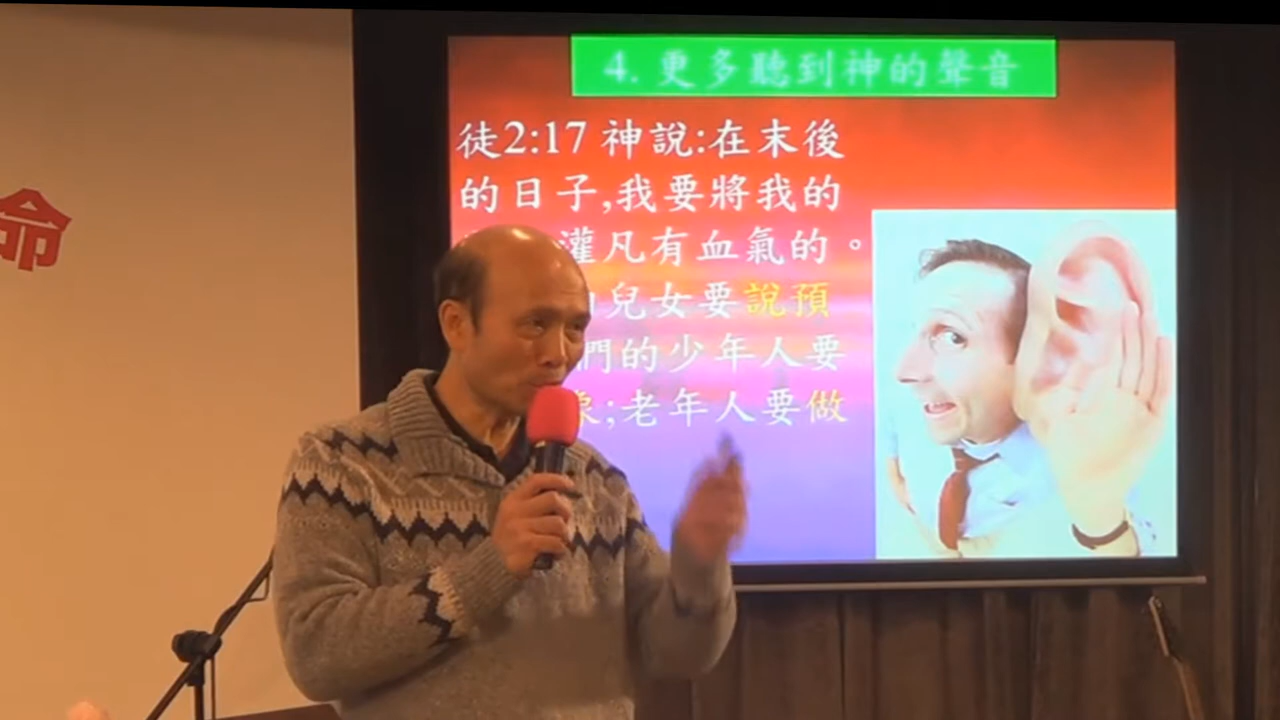 4. 更多聽到神的聲音
徒2:17 神說:在末後
的日子,我要將我的
灌凡有血氣的。
兒女要說預
們的少年人要
;老年人要做
命